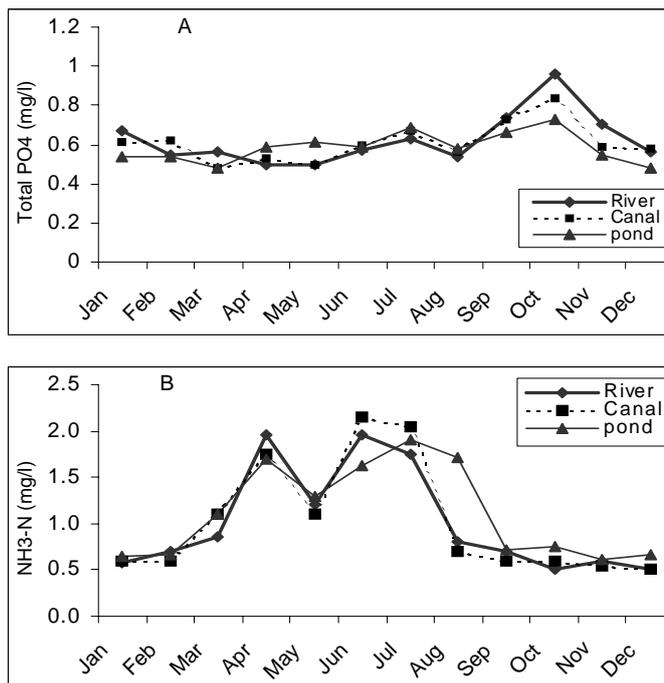 A
Total PO4 (mg/l)
1.2
1
0.8
0.6
0.4
0.2
0
River
Canal
pond
Jan Feb Mar Apr May Jun Jul Aug Sep Oct Nov Dec
B
NH3-N (mg/l)
2.5
2.0
1.5
1.0
0.5
0.0
River
Canal
pond
Jan Feb Mar Apr May Jun Jul Aug Sep Oct Nov Dec